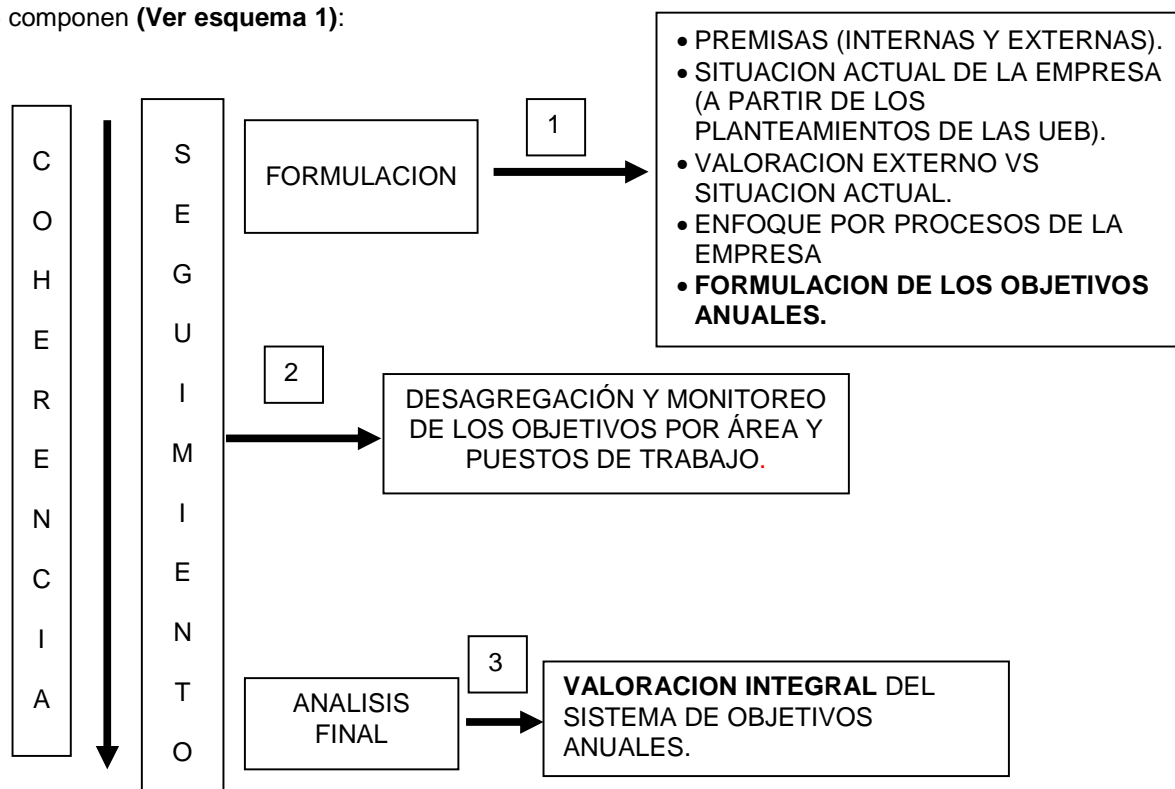 componen (Ver esquema 1):
C
O
H
E
R
E
N
C
I
A
S
E
G
U
I
M
I
E
N
T
O
FORMULACION
1
• PREMISAS (INTERNAS Y EXTERNAS).
• SITUACION ACTUAL DE LA EMPRESA
(A PARTIR DE LOS
PLANTEAMIENTOS DE LAS UEB).
• VALORACION EXTERNO VS
SITUACION ACTUAL.
• ENFOQUE POR PROCESOS DE LA
EMPRESA
• FORMULACION DE LOS OBJETIVOS
ANUALES.
2
DESAGREGACIÓN Y MONITOREO
DE LOS OBJETIVOS POR ÁREA Y
PUESTOS DE TRABAJO.
ANALISIS
FINAL
3
VALORACION INTEGRAL DEL
SISTEMA DE OBJETIVOS
ANUALES.